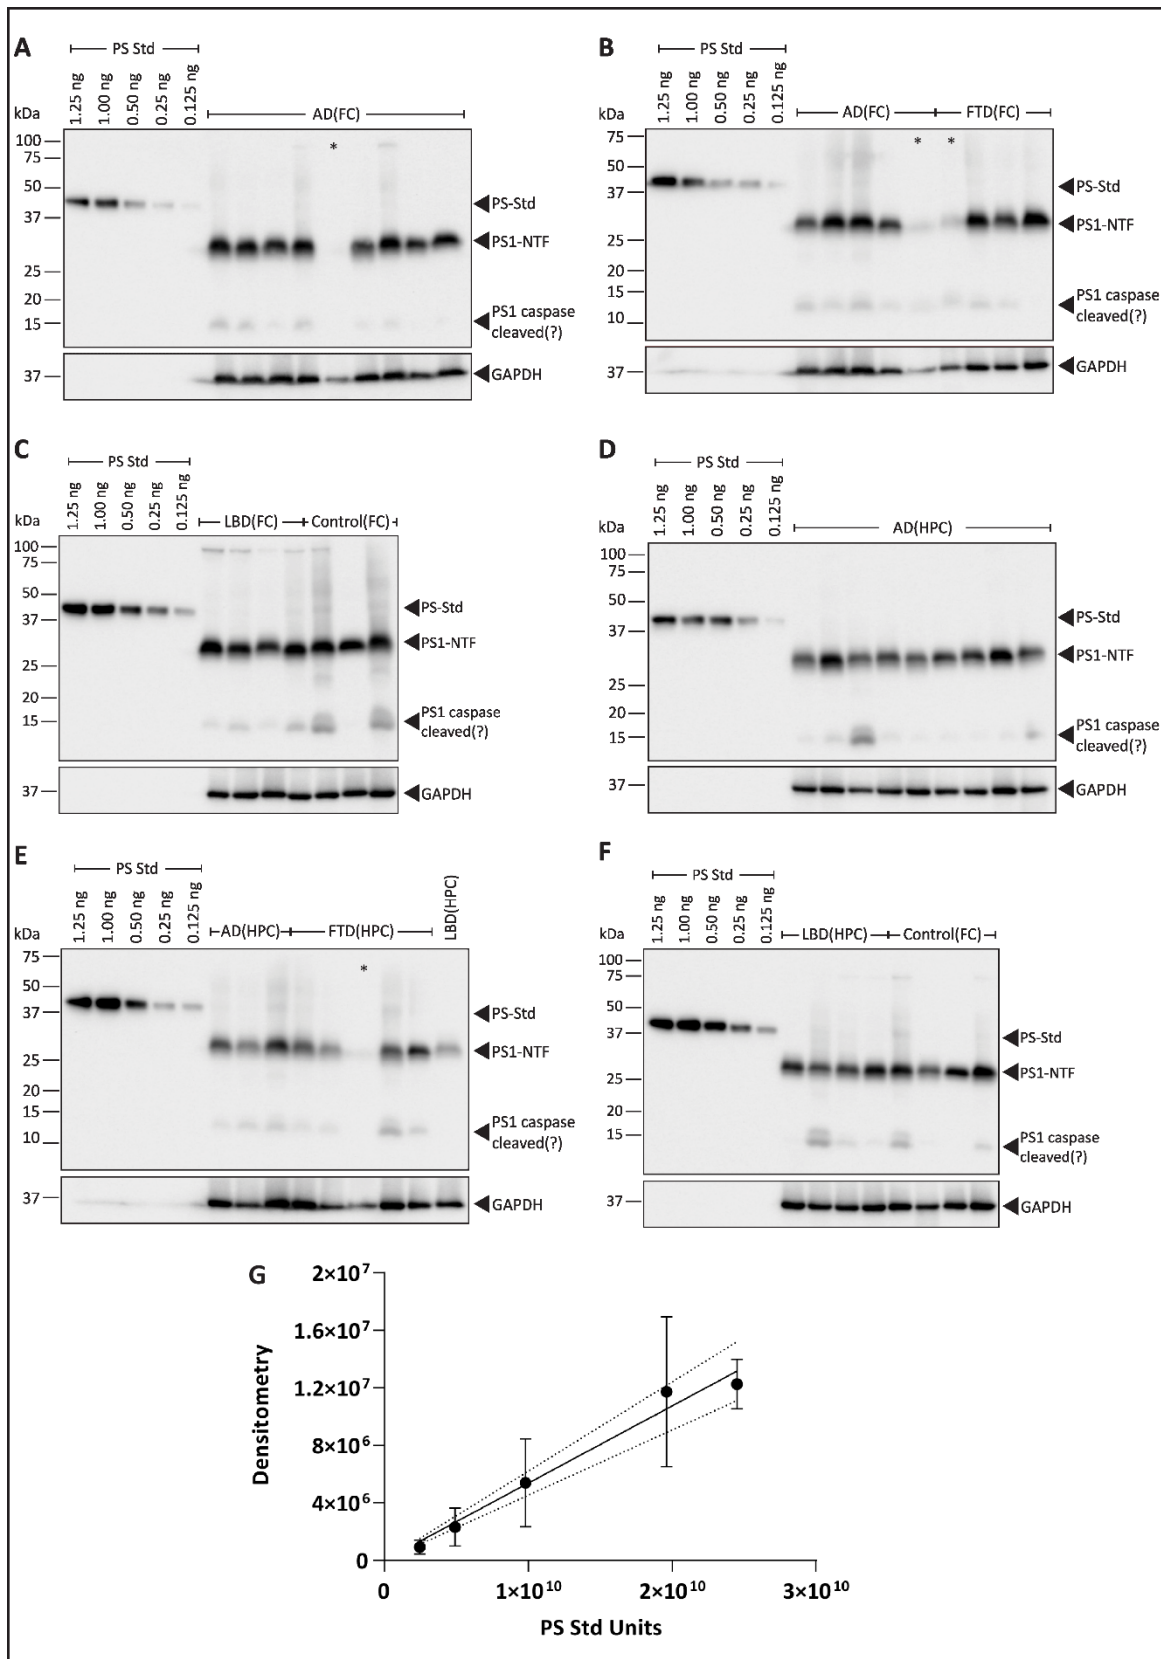 A
PS Std
1.25 ng
1.00 ng
0.50 ng
0.25 ng
0.125 ng
kDa
AD(FC)
100
75
50
37
25
20
15
*
PS-Std
PS1-NTF
PS1 caspase
cleaved(?)
37
GAPDH
B
PS Std
1.25 ng
1.00 ng
0.50 ng
0.25 ng
0.125 ng
kDa
AD(FC)
FTD(FC)
75
50
37
25
15
10
*
*
PS-Std
PS1-NTF
PS1 caspase
cleaved(?)
37
GAPDH
C
PS Std
1.25 ng
1.00 ng
0.50 ng
0.25 ng
0.125 ng
kDa
LBD(FC)
Control(FC)
100
75
50
37
25
20
15
PS-Std
PS1-NTF
PS1 caspase
cleaved(?)
37
GAPDH
D
PS Std
1.25 ng
1.00 ng
0.50 ng
0.25 ng
0.125 ng
kDa
AD(HPC)
100
75
50
37
25
20
15
PS-Std
PS1-NTF
PS1 caspase
cleaved(?)
37
GAPDH
E
PS Std
1.25 ng
1.00 ng
0.50 ng
0.25 ng
0.125 ng
kDa
AD(HPC)
FTD(HPC)
LBD(HPC)
75
50
37
25
20
15
10
*
PS-Std
PS1-NTF
PS1 caspase
cleaved(?)
37
GAPDH
F
PS Std
1.25 ng
1.00 ng
0.50 ng
0.25 ng
0.125 ng
kDa
LBD(HPC)
Control(FC)
100
75
50
37
25
20
15
PS-Std
PS1-NTF
PS1 caspase
cleaved(?)
37
GAPDH
G
2×10⁷
1.6×10⁷
1.2×10⁷
8×10⁶
4×10⁶
0
Densitometry
0
1×10¹⁰
2×10¹⁰
3×10¹⁰
PS Std Units